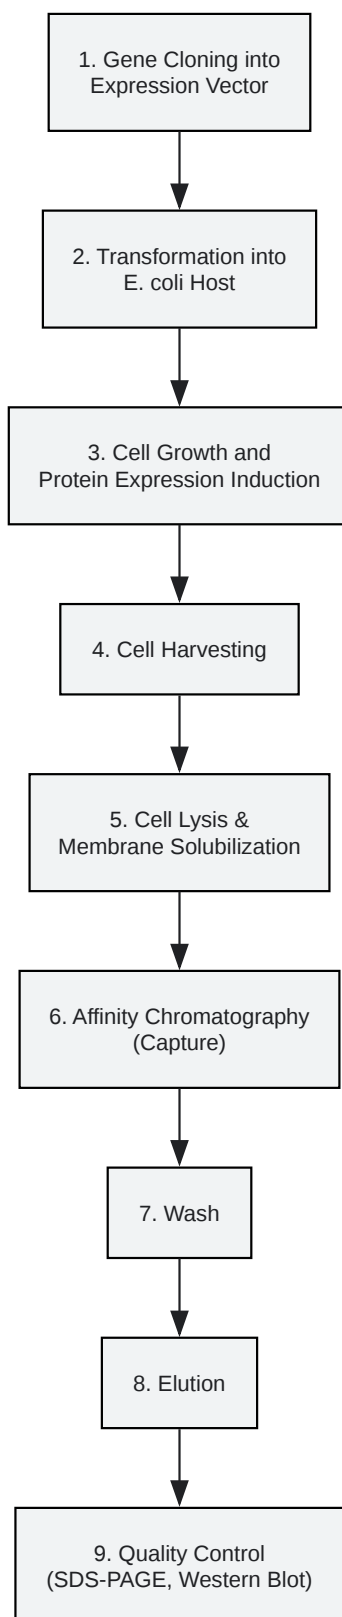 1. Gene Cloning into
Expression Vector
2. Transformation into
E. coli Host
3. Cell Growth and
Protein Expression Induction
4. Cell Harvesting
5. Cell Lysis &
Membrane Solubilization
6. Affinity Chromatography
(Capture)
7. Wash
8. Elution
9. Quality Control
(SDS-PAGE, Western Blot)